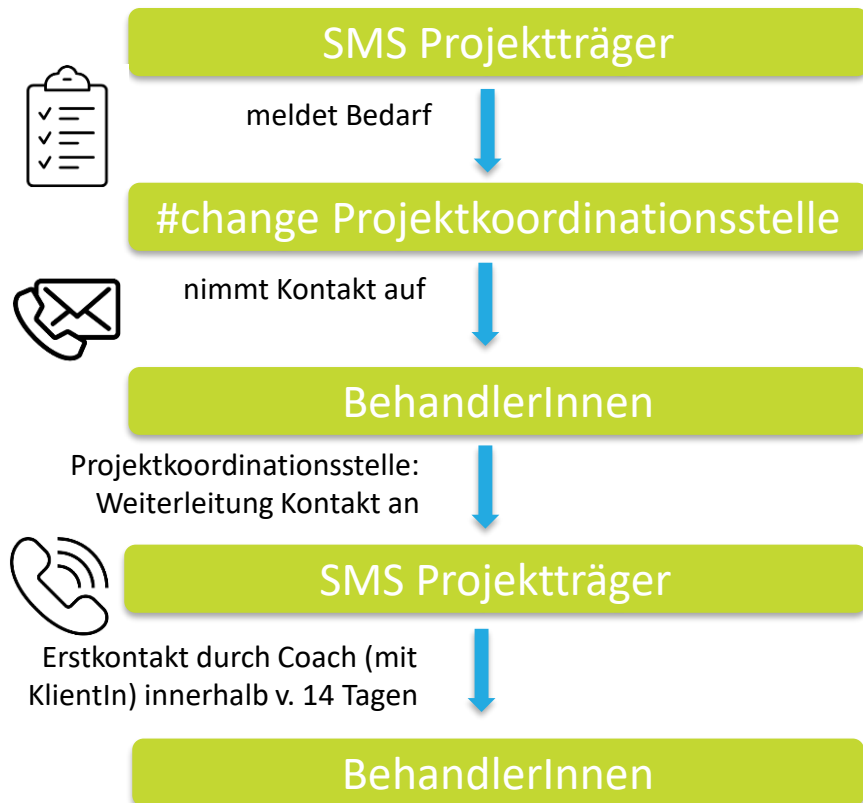 SMS Projektträger
meldet Bedarf
#change Projektkoordinationsstelle
nimmt Kontakt auf
BehandlerInnen
Projektkoordinationsstelle:
Weiterleitung Kontakt an
SMS Projektträger
Erstkontakt durch Coach (mit
KlientIn) innerhalb v. 14 Tagen
BehandlerInnen